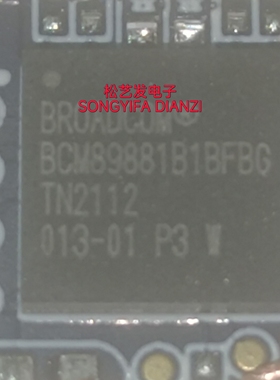 松艺发电子
SONGYIFA DIANZI
BROADCOM
BCM89881B1BFBG
TN2112
013-01 P3 W